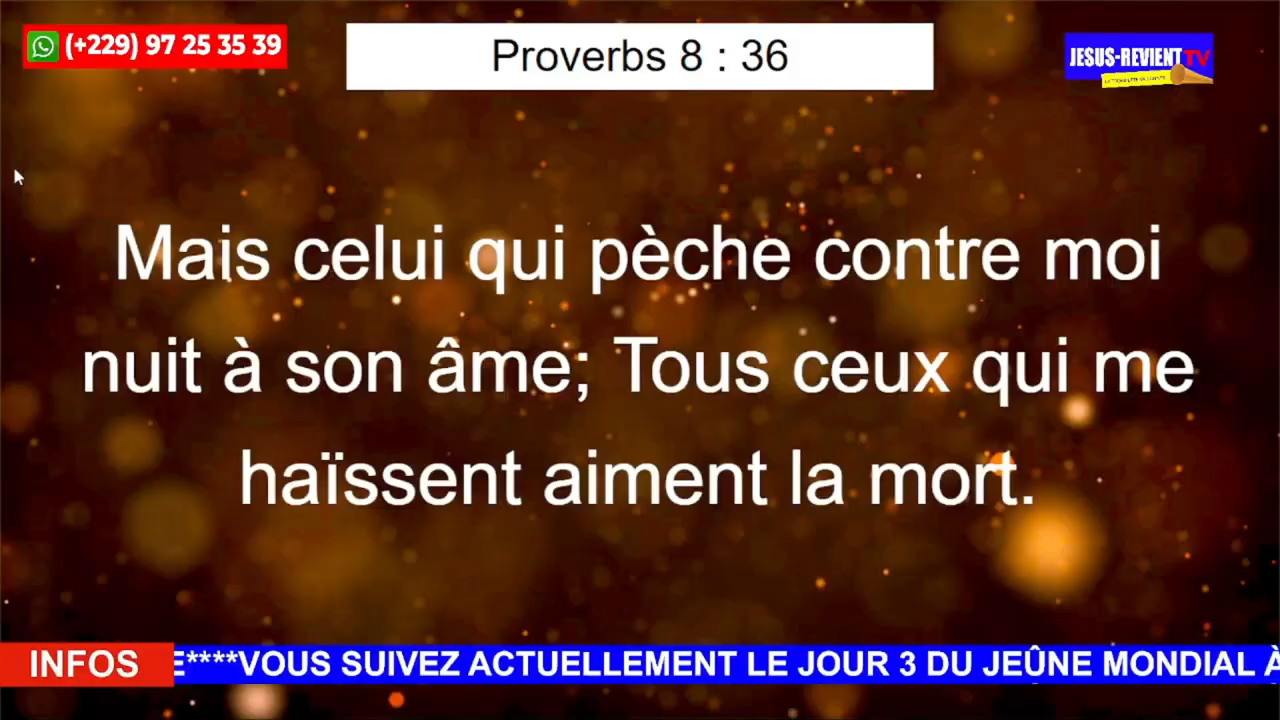 (+229) 97 25 35 39
Proverbs 8 : 36
JESUS-REVIENT TV
Mais celui qui pèche contre moi
nuit à son âme; Tous ceux qui me
haïssent aiment la mort.
INFOS
E****VOUS SUIVEZ ACTUELLEMENT LE JOUR 3 DU JEÛNE MONDIAL À